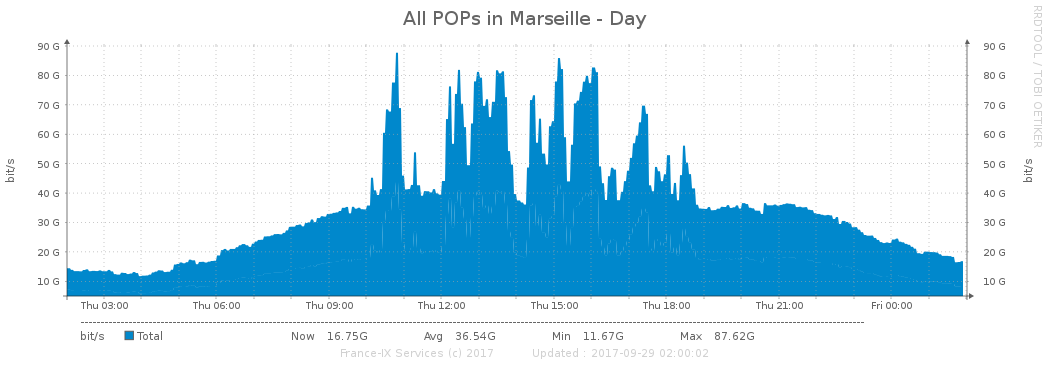 All POPs in Marseille - Day
RRDTOOL / TOBI OETIKER
90 G 90 G
80 G 80 G
70 G 70 G
60 G 60 G
50 G 50 G
40 G 40 G
30 G 30 G
20 G 20 G
10 G 10 G
bit/s bit/s
Thu 03:00 Thu 06:00 Thu 09:00 Thu 12:00 Thu 15:00 Thu 18:00 Thu 21:00 Fri 00:00
bit/s Total Now 16.75G Avg 36.54G Min 11.67G Max 87.62G
France-IX Services (c) 2017 Updated : 2017-09-29 02:00:02